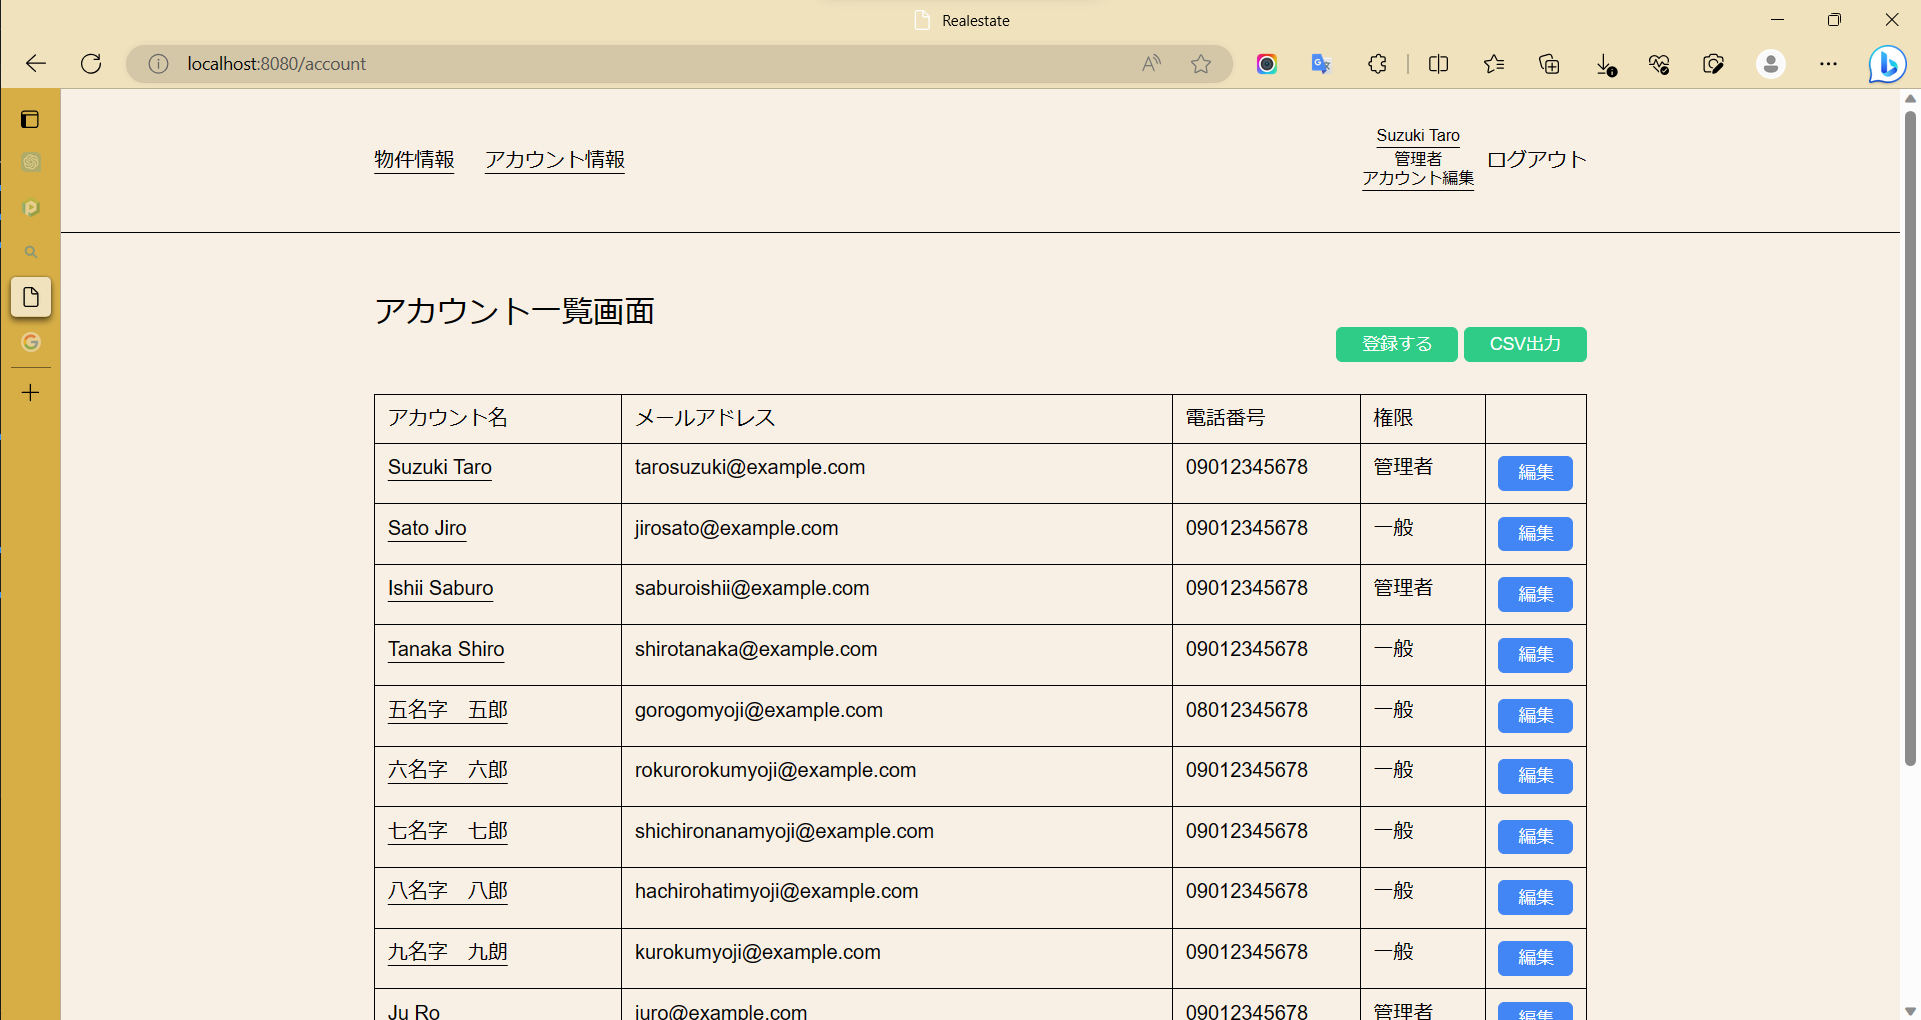 Realestate
localhost:8080/account
物件情報 アカウント情報
Suzuki Taro
管理者
アカウント編集
ログアウト
アカウント一覧画面
登録する CSV出力
アカウント名 メールアドレス 電話番号 権限
Suzuki Taro tarosuzuki@example.com 09012345678 管理者 編集
Sato Jiro jirosato@example.com 09012345678 一般 編集
Ishii Saburo saburoishii@example.com 09012345678 管理者 編集
Tanaka Shiro shirotanaka@example.com 09012345678 一般 編集
五名字　五郎 gorogomyoji@example.com 08012345678 一般 編集
六名字　六郎 rokurorokumyoji@example.com 09012345678 一般 編集
七名字　七郎 shichironanamyoji@example.com 09012345678 一般 編集
八名字　八郎 hachirohatimyoji@example.com 09012345678 一般 編集
九名字　九朗 kurokumyoji@example.com 09012345678 一般 編集
Ju Ro juro@example.com 09012345678 管理者 編集